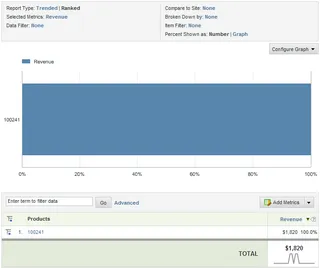 Report Type: Trended | Ranked
Selected Metrics: Revenue
Data Filter: None
Compare to Site: None
Broken Down by: None
Item Filter: None
Percent Shown as: Number | Graph
Configure Graph
Revenue
100241
0% 20% 40% 60% 80% 100%
Enter term to filter data Go Advanced Add Metrics
Products Revenue
1. 100241 $1,820 100.0%
TOTAL $1,820